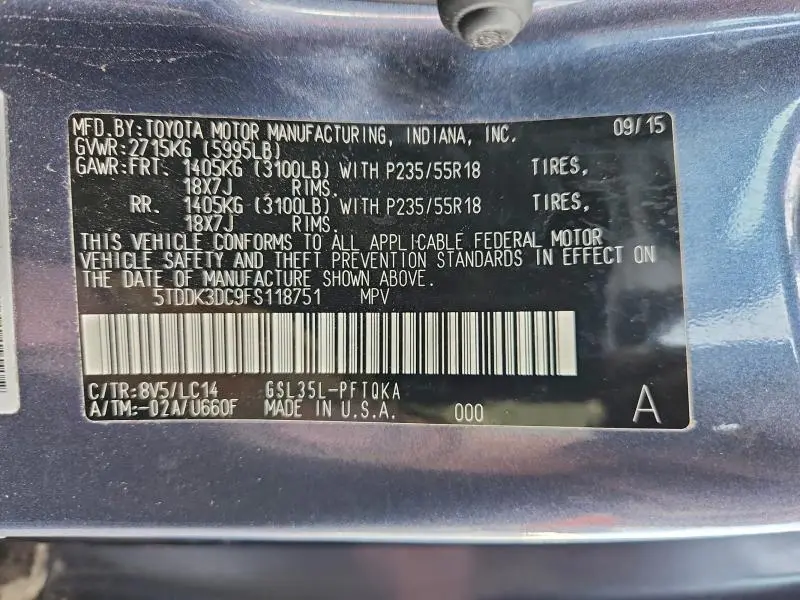 MFD.BY:TOYOTA MOTOR MANUFACTURING, INDIANA, INC. 09/15
GVWR:2715KG (5995LB)
GAWR:FRT. 1405KG (3100LB) WITH P235/55R18 TIRES,
18X7J RIMS.
RR. 1405KG (3100LB) WITH P235/55R18 TIRES,
18X7J RIMS.
THIS VEHICLE CONFORMS TO ALL APPLICABLE FEDERAL MOTOR
VEHICLE SAFETY AND THEFT PREVENTION STANDARDS IN EFFECT ON
THE DATE OF MANUFACTURE SHOWN ABOVE.
5TDDK3DC9FS118751 MPV
C/TR:8V5/LC14 GSL35L-PFTQKA
A/TM:-02A/U660F MADE IN U.S.A. 000 A